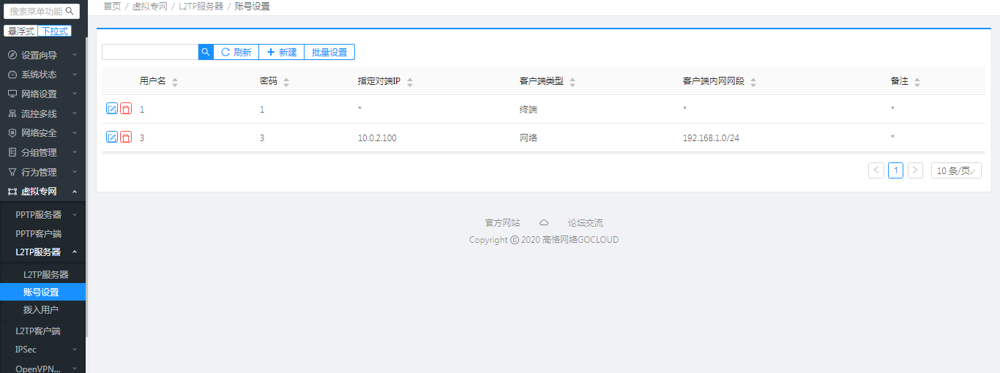 搜索菜单功能
悬浮式 下拉式
设置向导
系统状态
网络设置
流控多线
网络安全
分组管理
行为管理
虚拟专网
PPTP服务器
PPTP客户端
L2TP服务器
L2TP服务器
账号设置
拨入用户
L2TP客户端
IPSec
OpenVPN...
首页 / 虚拟专网 / L2TP服务器 / 账号设置
刷新 新建 批量设置
用户名 密码 指定对端IP 客户端类型 客户端内网网段 备注
1 1 * 终端 * *
3 3 10.0.2.100 网络 192.168.1.0/24 *
1 10 条/页
官方网站 论坛交流
Copyright © 2020 高恪网络GOCLOUD